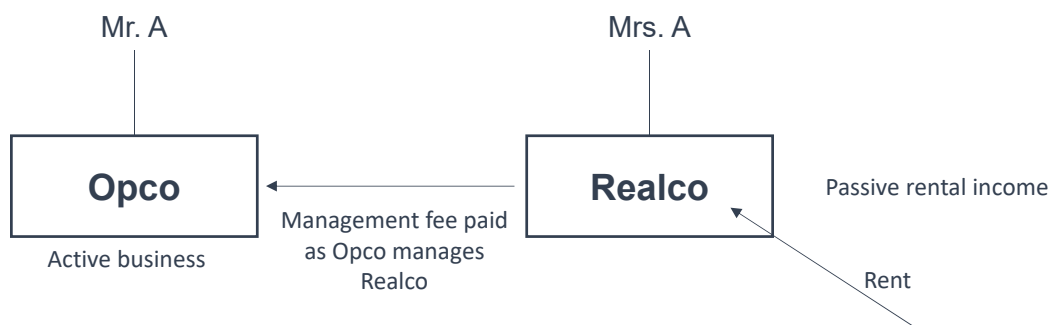 Mr. A
Mrs. A
Opco
Realco
Passive rental income
Management fee paid
as Opco manages
Realco
Active business
Rent